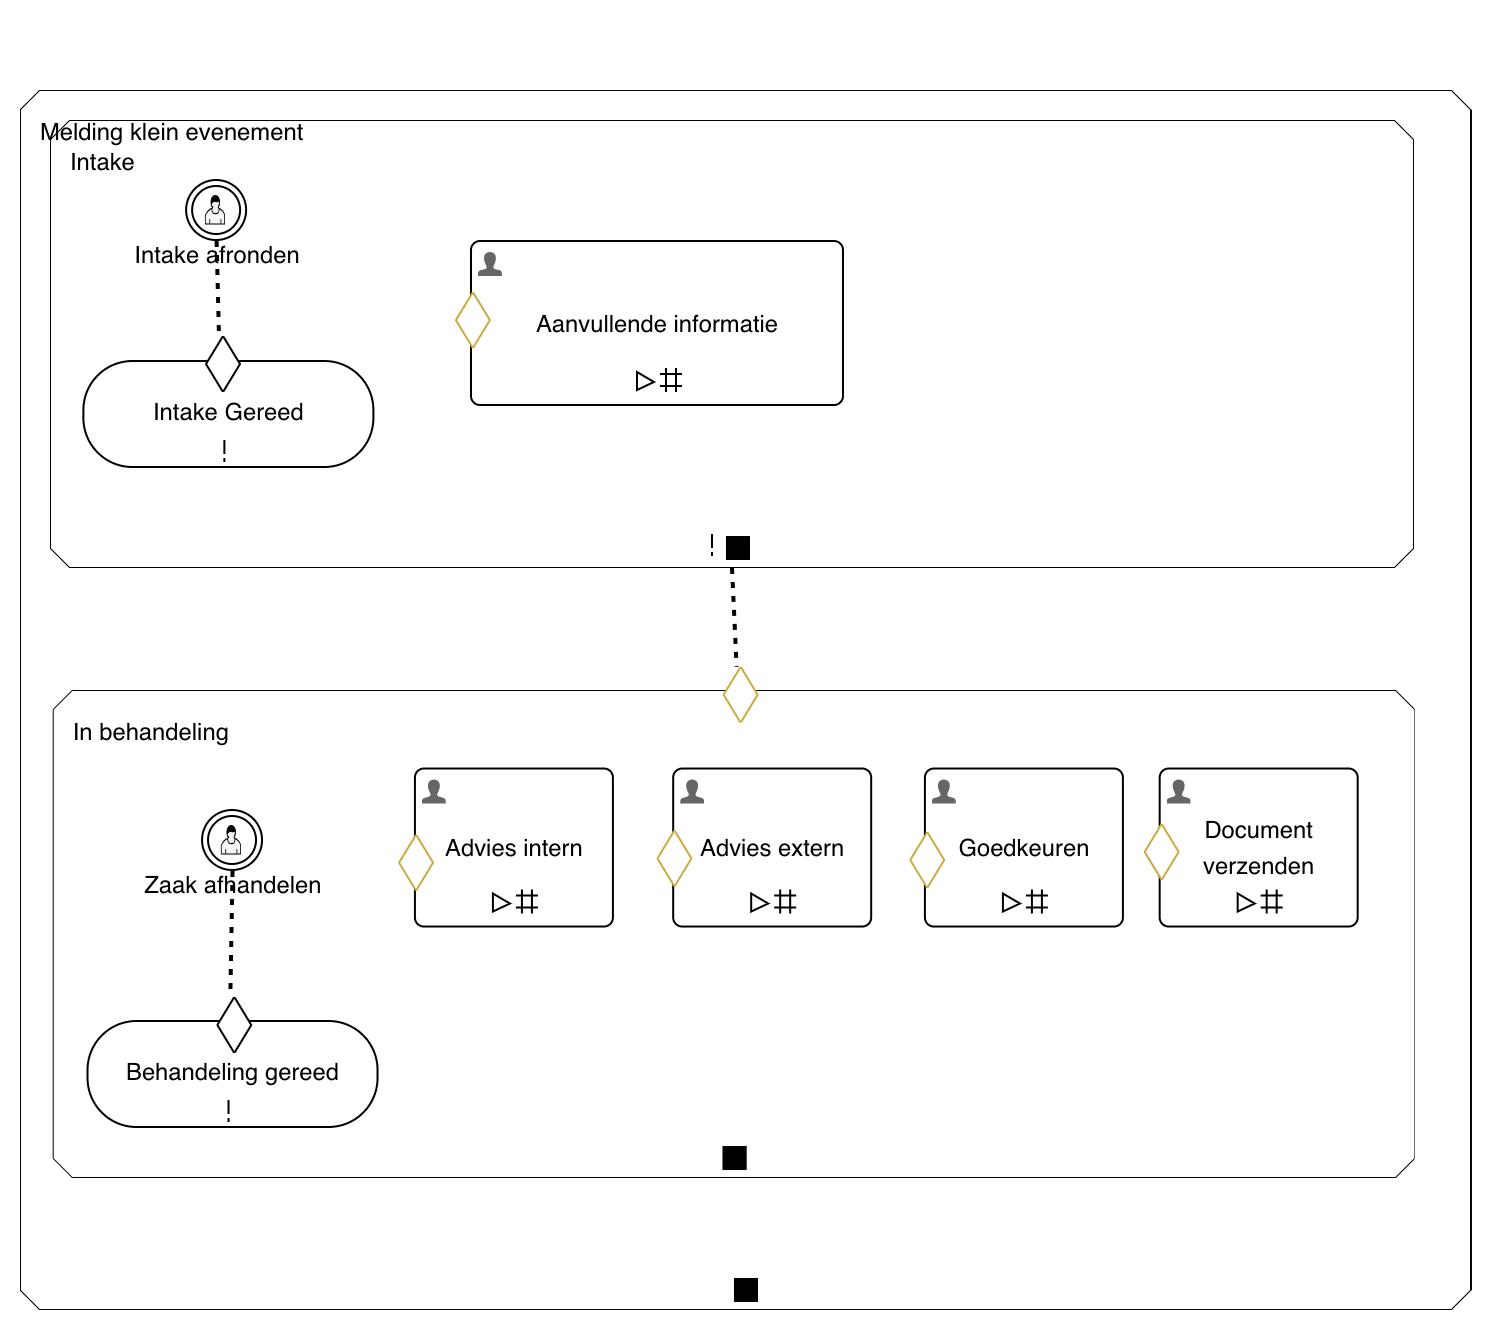 Melding klein evenement
Intake
Intake afronden
Aanvullende informatie
Intake Gereed
!
!
In behandeling
Zaak afhandelen
Advies intern
Advies extern
Goedkeuren
Document
verzenden
Behandeling gereed
!